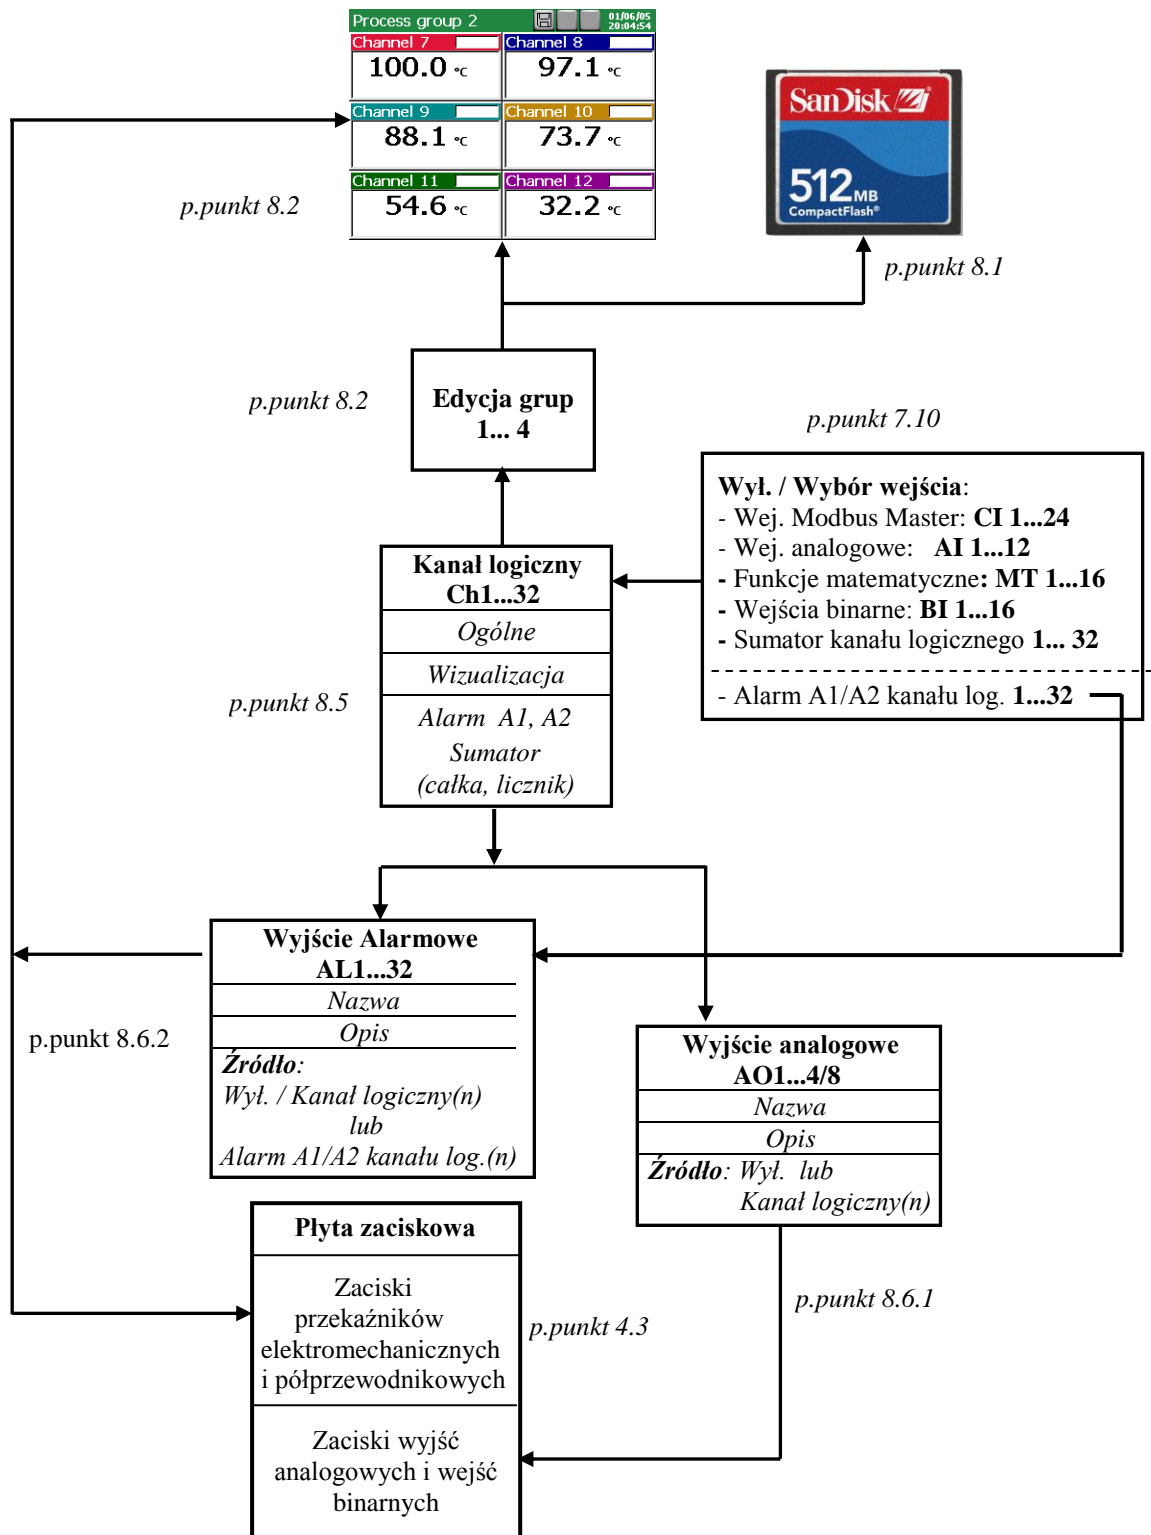 Process group 2
01/06/05
20:04:54
Channel 7
Channel 8
100.0 °C
97.1 °C
Channel 9
Channel 10
88.1 °C
73.7 °C
Channel 11
Channel 12
54.6 °C
32.2 °C
SanDisk
512MB
CompactFlash®
p.punkt 8.2
p.punkt 8.1
p.punkt 8.2
Edycja grup
1... 4
p.punkt 7.10
Wył. / Wybór wejścia:
- Wej. Modbus Master: CI 1...24
- Wej. analogowe: AI 1...12
- Funkcje matematyczne: MT 1...16
- Wejścia binarne: BI 1...16
- Sumator kanału logicznego 1... 32
- Alarm A1/A2 kanału log. 1...32
Kanał logiczny
Ch1...32
Ogólne
Wizualizacja
Alarm A1, A2
Sumator
(całka, licznik)
p.punkt 8.5
Wyjście Alarmowe
AL1...32
Nazwa
Opis
Źródło:
Wył. / Kanał logiczny(n)
lub
Alarm A1/A2 kanału log.(n)
p.punkt 8.6.2
Wyjście analogowe
AO1...4/8
Nazwa
Opis
Źródło: Wył. lub
Kanał logiczny(n)
Płyta zaciskowa
Zaciski
przekaźników
elektromechanicznych
i półprzewodnikowych
Zaciski wyjść
analogowych i wejść
binarnych
p.punkt 4.3
p.punkt 8.6.1